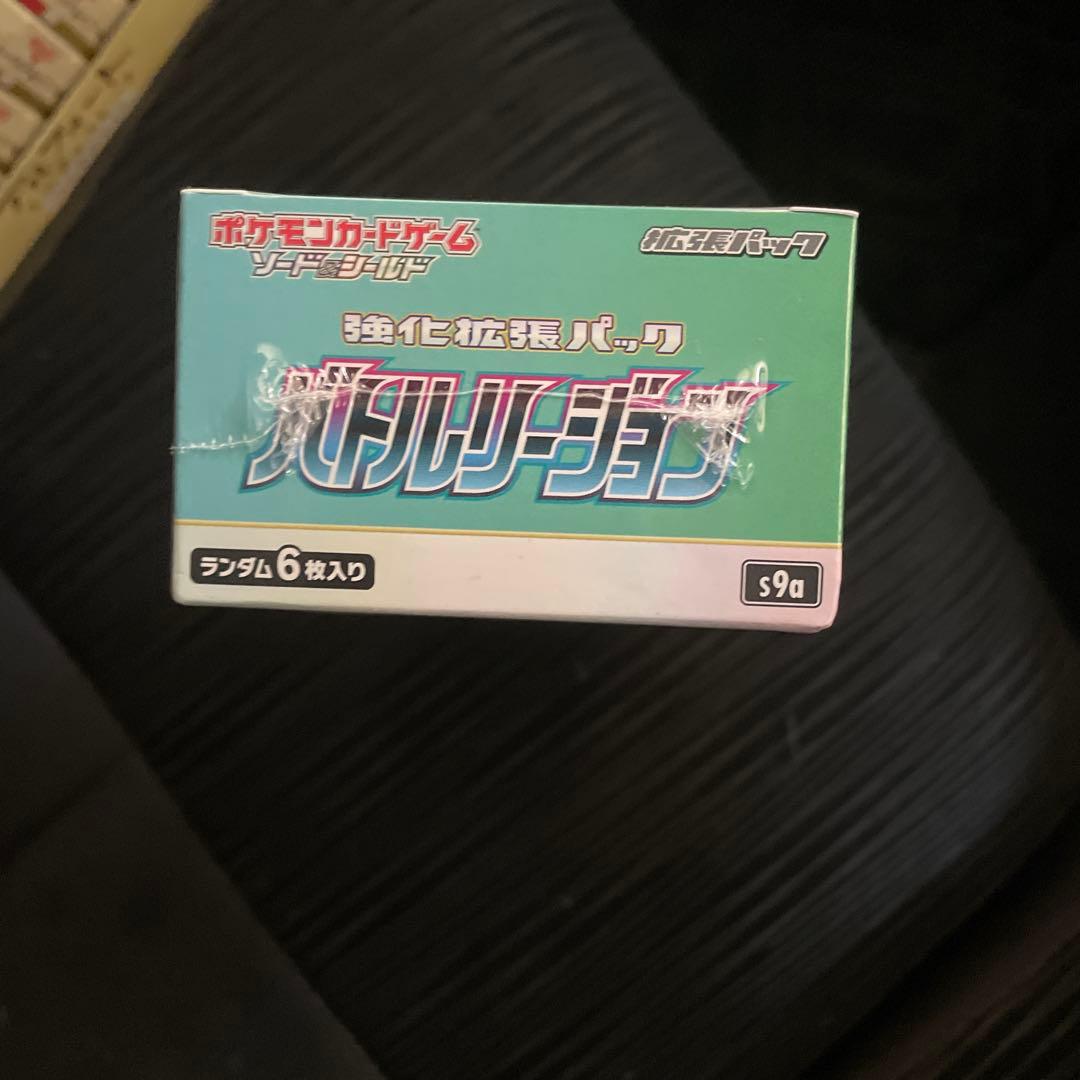 ポケモンカードゲーム
ソード&シールド
拡張パック
強化拡張パック
バトルリージョン
ランダム6枚入り
s9a